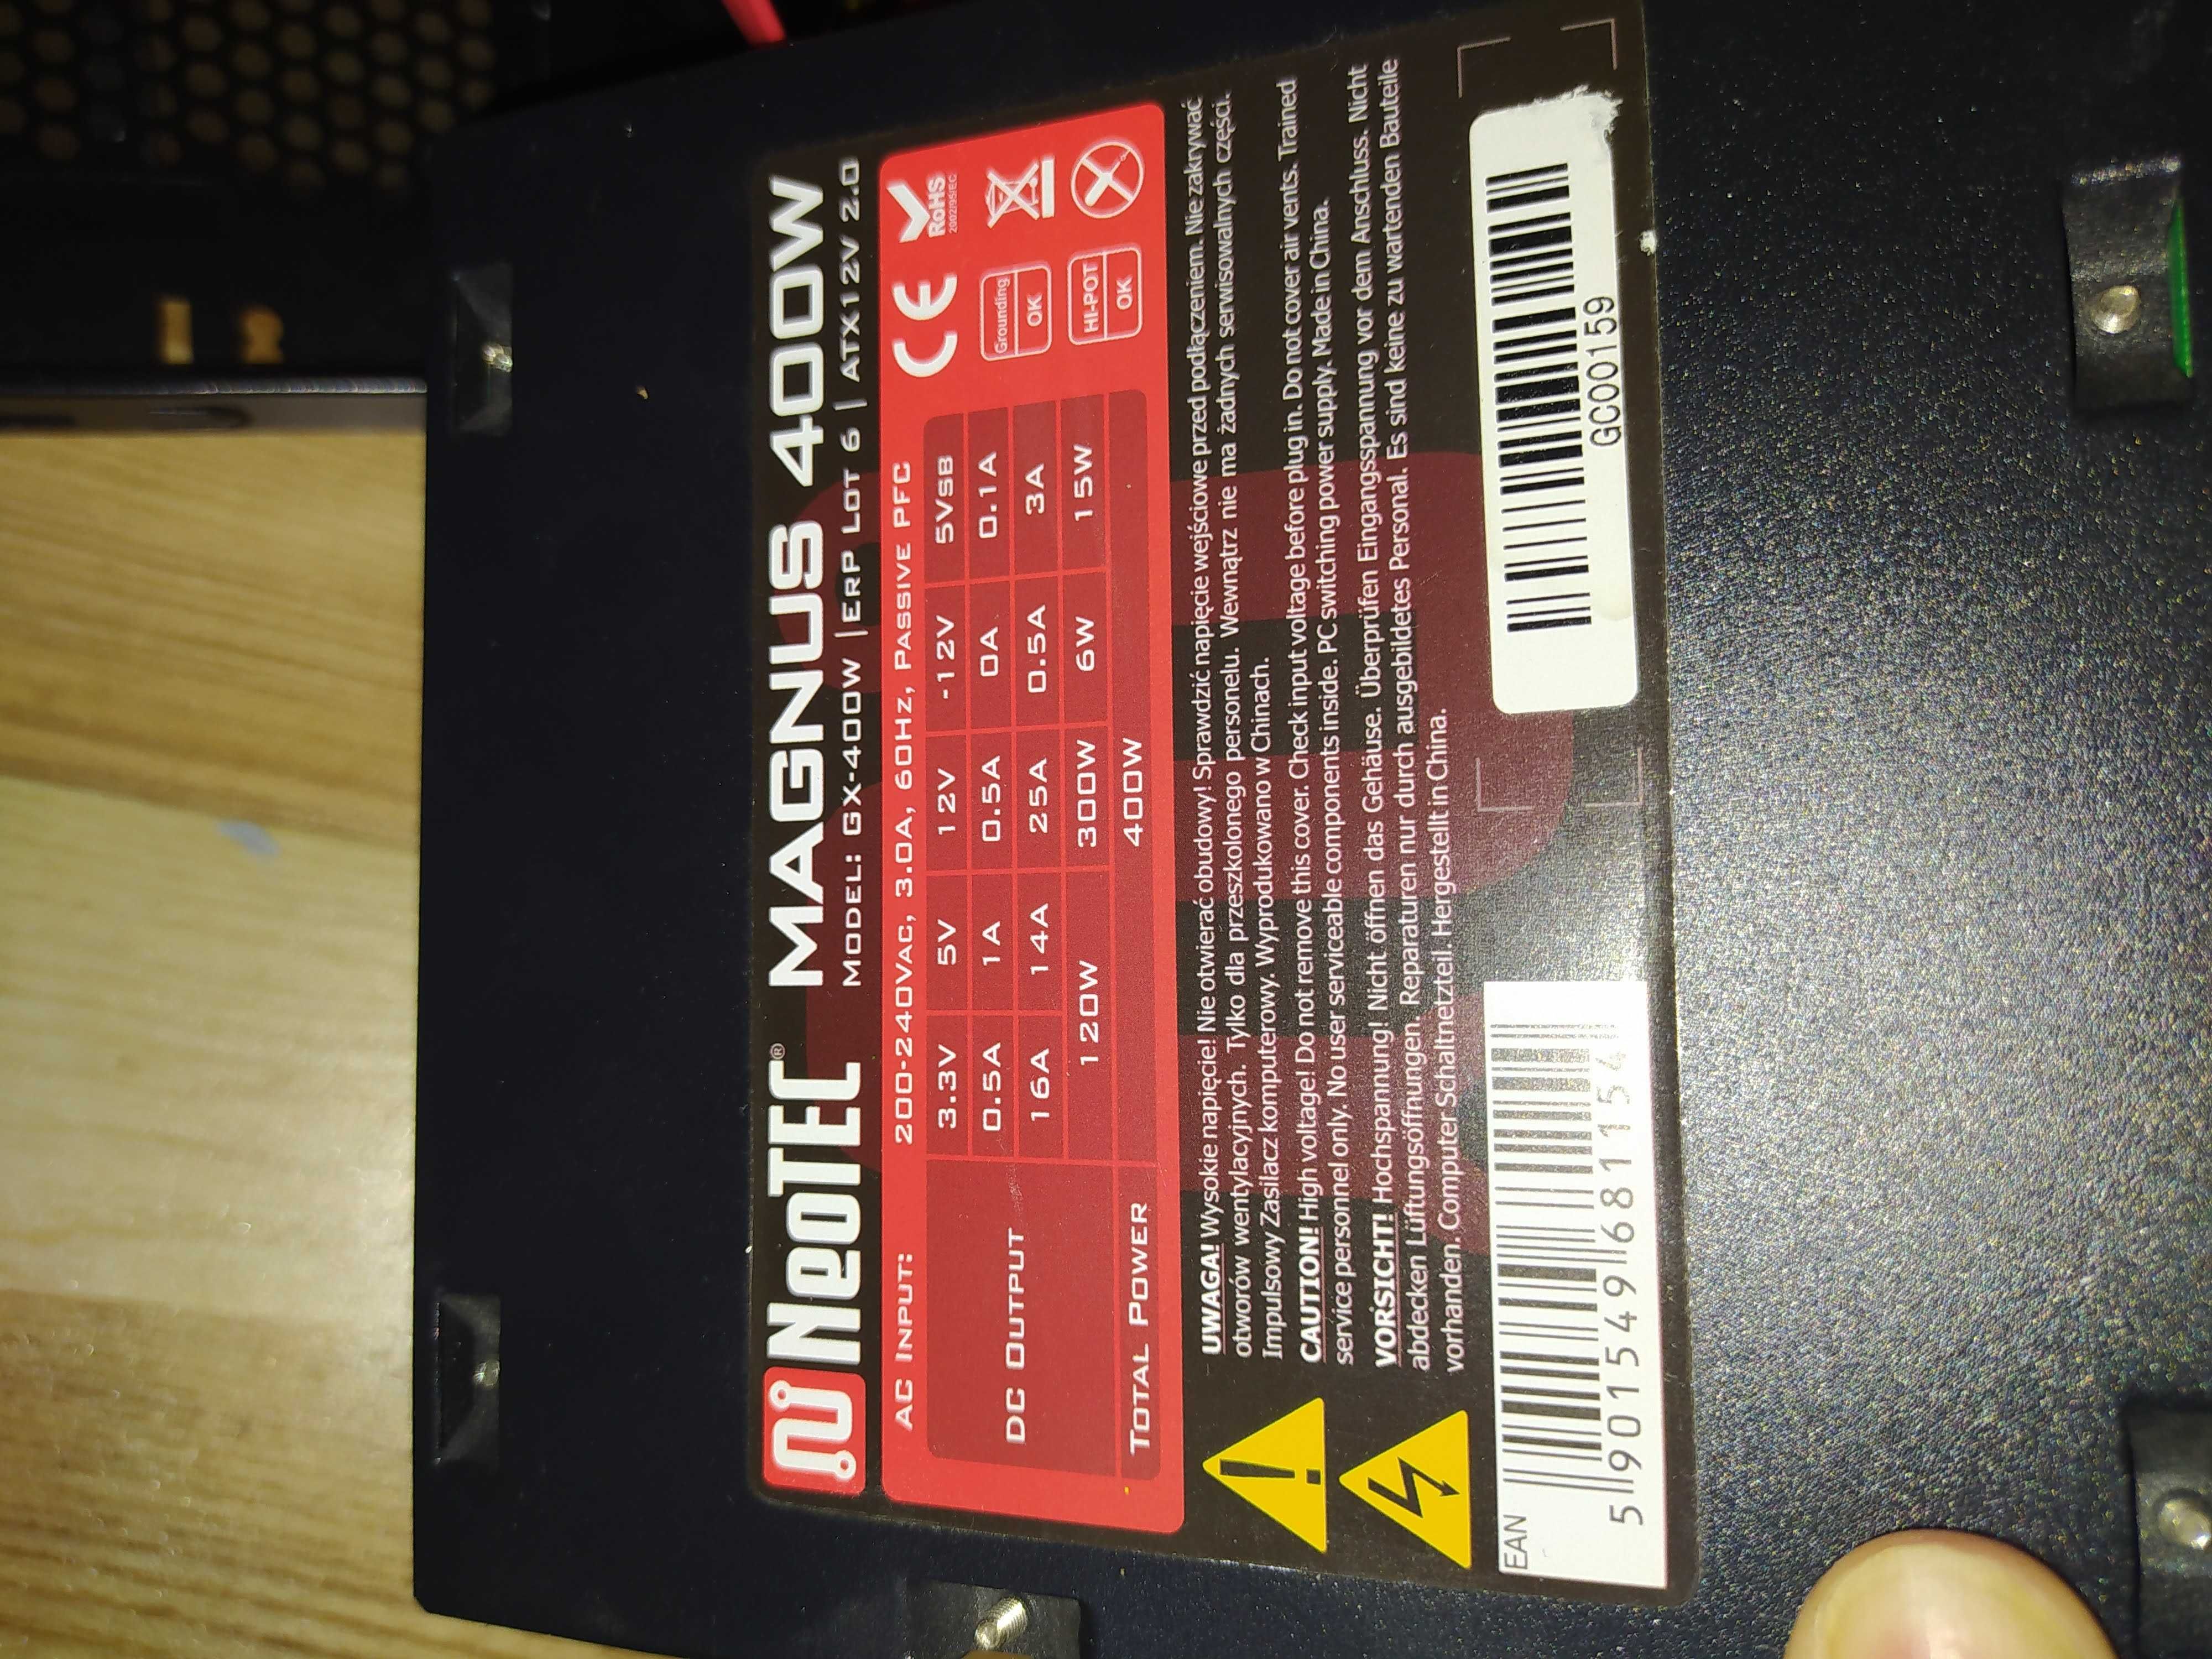 NeoTEC® MAGNUS 400W
MODEL: GX-400W | ERP LOT 6 | ATX12V 2.0
AC INPUT: 200-240VAC, 3.0A, 60HZ, PASSIVE PFC
DC OUTPUT 3.3V 5V 12V -12V 5VSB
0.5A 1A 0.5A 0A 0.1A
16A 14A 25A 0.5A 3A
120W 300W 6W 15W
TOTAL POWER 400W
CE RoHS
2002/95/EC
Grounding
OK
HI-POT
OK
UWAGA! Wysokie napięcie! Nie otwierać obudowy! Sprawdzić napięcie wejściowe przed podłączeniem. Nie zakrywać
otworów wentylacyjnych. Tylko dla przeszkolonego personelu. Wewnątrz nie ma żadnych serwisowalnych części.
Impulsowy Zasilacz komputerowy. Wyprodukowano w Chinach.
CAUTION! High voltage! Do not remove this cover. Check input voltage before plug in. Do not cover air vents. Trained
service personnel only. No user serviceable components inside. PC switching power supply. Made in China.
VORSICHT! Hochspannung! Nicht öffnen das Gehäuse. Überprüfen Eingangsspannung vor dem Anschluss. Nicht
abdecken Lüftungsöffnungen. Reparaturen nur durch ausgebildetes Personal. Es sind keine zu wartenden Bauteile
vorhanden. Computer Schaltnetzteil. Hergestellt in China.
EAN
5 901549 681154
GC00159